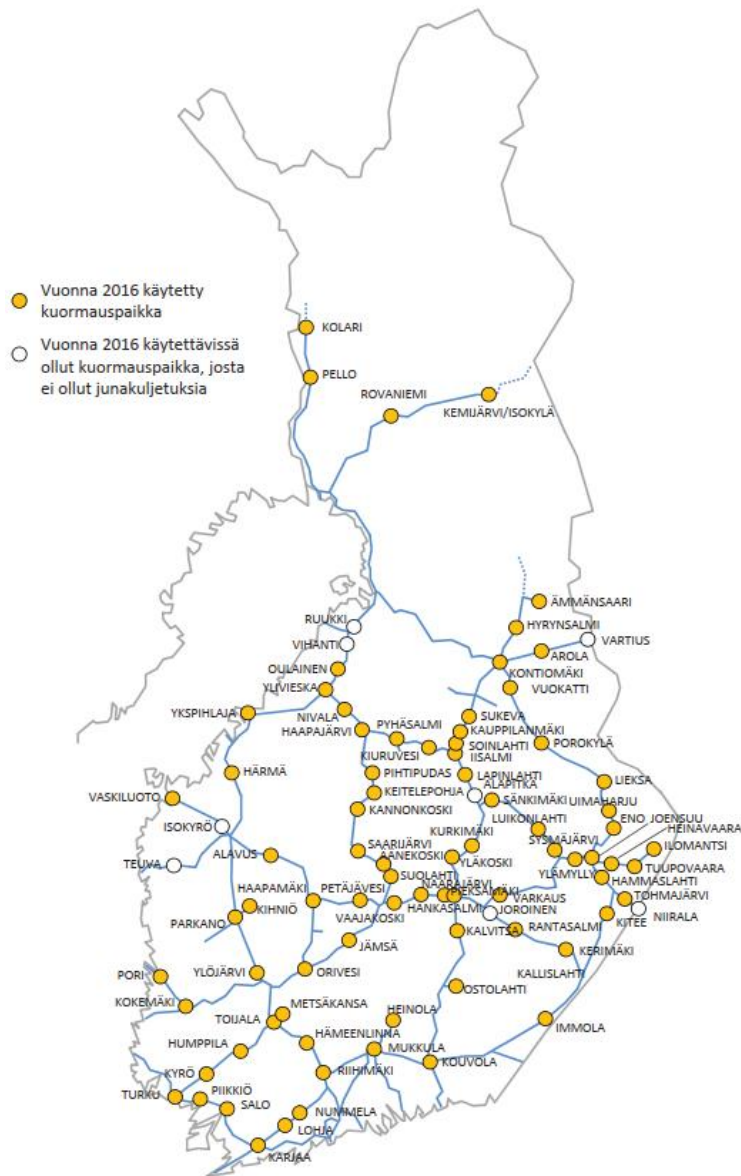 Vuonna 2016 käytetty
kuormauspaikka
Vuonna 2016 käytettävissä
ollut kuormauspaikka, josta
ei ollut junakuljetuksia
KOLARI
PELLO
ROVANIEMI
KEMIJÄRVI/ISOKYLÄ
ÄMMÄNSAARI
RUUKKI
HYRYNSALMI
VARTIUS
VIHANTI
AROLA
OULAINEN
KONTIOMÄKI
YLIVIESKA
VUOKATTI
YKSPIHLAJA
NIVALA
SUKEVA
HAAPAJÄRVI
PYHÄSALMI
KAUPPILANMÄKI
SOINLAHTI
POROKYLÄ
KIURUVESI
IISALMI
HÄRMÄ
PIHTIPUDAS
LAPINLAHTI
LIEKSA
ALAPITKA
VASKILUOTO
KEITELEPOHJA
SÄNKIMÄKI
UIMAHARJU
KANNONKOSKI
LUIKONLAHTI
ENO
JOENSUU
ISOKYRÖ
KURKIMÄKI
SYSMÄJÄRVI
HEINAVAARA
ILOMANTSI
SAARIJÄRVI
ALAVUS
YLÄKOSKI
TEUVA
ÄÄNEKOSKI
YLÄMYLLY
TUUPOVAARA
SUOLAHTI
HAMMASLAHTI
HAAPAMÄKI
PETÄJÄVESI
NAARAJÄRVI
PIEKSÄMÄKI
VARKAUS
TOHMAJÄRVI
KIHNIÖ
VAAJAKOSKI
HANKASALMI
JOROINEN
NIIRALA
PARKANO
KALVITSA
RANTASALMI
KITEE
JÄMSÄ
KERIMÄKI
PORI
YLÖJÄRVI
ORIVESI
KALLISLAHTI
OSTOLAHTI
KOKEMÄKI
METSÄKANSA
TOIJALA
HEINOLA
IMMOLA
HÄMEENLINNA
HUMPPILA
MUKKULA
KOUVOLA
KYRÖ
RIIHIMÄKI
TURKU
PIIKKIÖ
SALO
NUMMELA
LOHJA
KARJAA